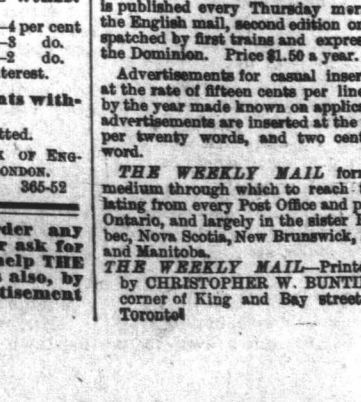 —4 per cent
—3 do.
—2 do.
terest.
ats with-
tted.
K OF ENG-
ONDON.
365-52
der any
r ask for
help THE
s also, by
tisement
is published every Thursday mor
the English mail, second edition on
spatched by first trains and expre
the Dominion. Price $1.50 a year.
Advertisements for casual inser
at the rate of fifteen cents per line
by the year made known on applic
advertisements are inserted at the
per twenty words, and two cent
word.
THE WEEKLY MAIL for
medium through which to reach t
lating from every Post Office and p
Ontario, and largely in the sister P
bec, Nova Scotia, New Brunswick,
and Manitoba.
THE WEEKLY MAIL—Printe
by CHRISTOPHER W. BUNTI
corner of King and Bay street
Toronto